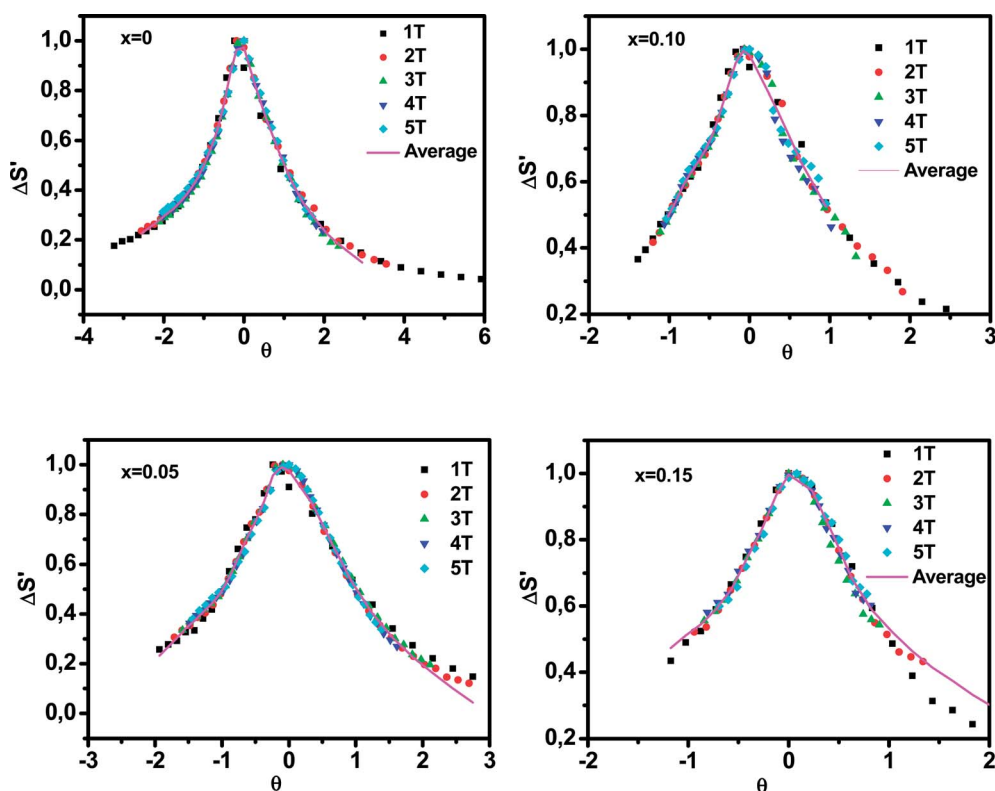 x=0
1T
2T
3T
4T
5T
Average
ΔS'
1,0
0,8
0,6
0,4
0,2
0,0
-4 -2 0 2 4 6
θ
x=0.10
1T
2T
3T
4T
5T
Average
ΔS'
1,0
0,8
0,6
0,4
0,2
-2 -1 0 1 2 3
θ
x=0.05
1T
2T
3T
4T
5T
Average
ΔS'
1,0
0,8
0,6
0,4
0,2
0,0
-3 -2 -1 0 1 2 3
θ
x=0.15
1T
2T
3T
4T
5T
Average
ΔS'
1,0
0,8
0,6
0,4
0,2
-2 -1 0 1 2
θ